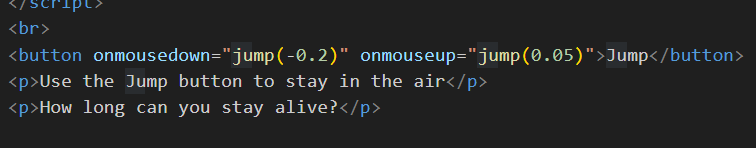 </script>
<br>
<button onmousedown="jump(-0.2)" onmouseup="jump(0.05)">Jump</button>
<p>Use the Jump button to stay in the air</p>
<p>How long can you stay alive?</p>